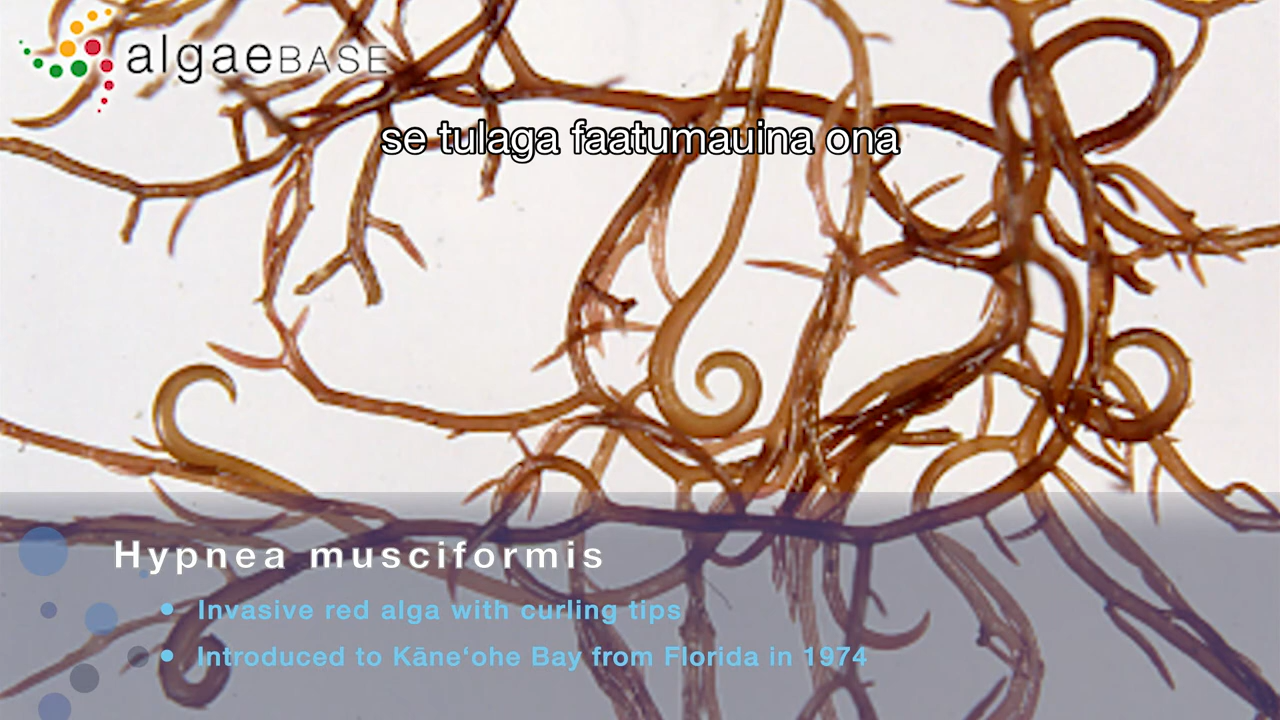 algaeBASE
se tulaga faatumauina ona
Hypnea musciformis
• Invasive red alga with curling tips
• Introduced to Kāneʻohe Bay from Florida in 1974